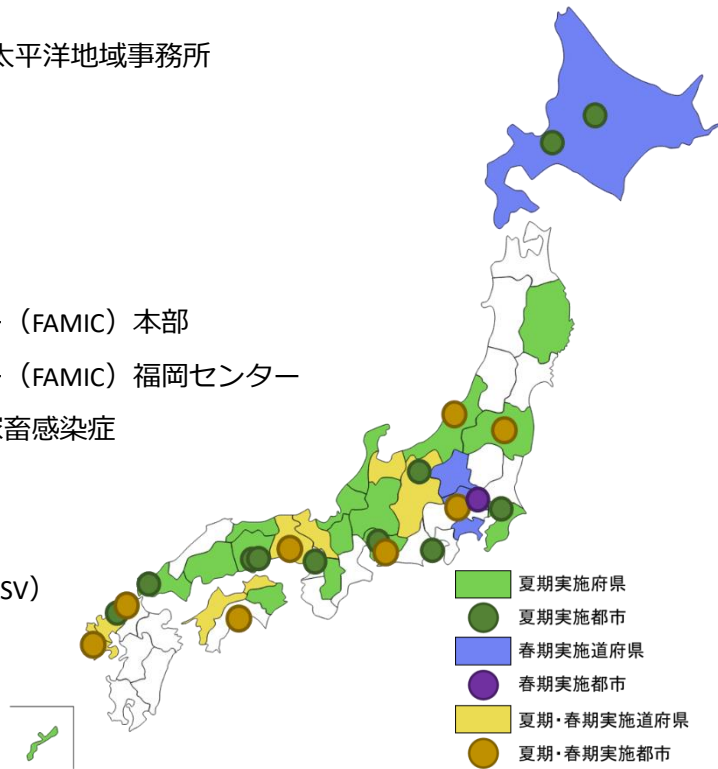 太平洋地域事務所
（FAMIC）本部
（FAMIC）福岡センター
家畜感染症
SV）
夏期実施府県
夏期実施都市
春期実施道府県
春期実施都市
夏期・春期実施道府県
夏期・春期実施都市